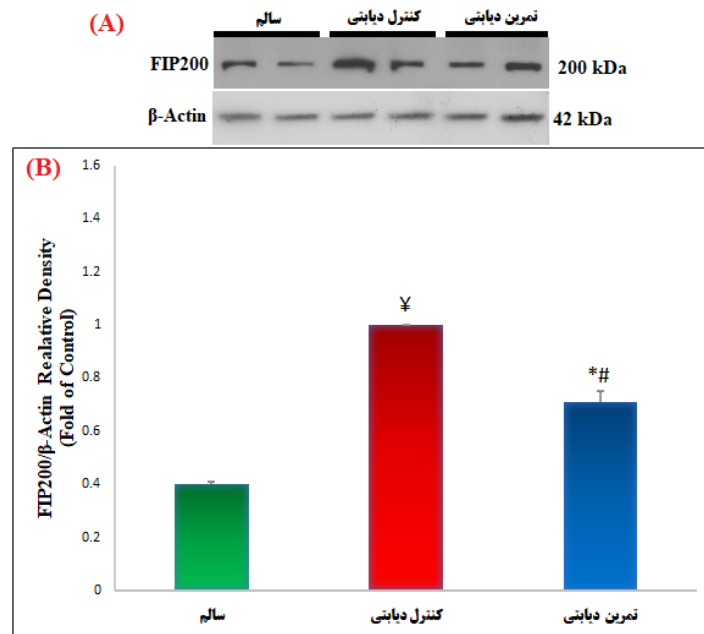 (A)
سالم کنترل دیابتی تمرین دیابتی
FIP200 200 kDa
β-Actin 42 kDa
(B)
FIP200/β-Actin Realative Density
(Fold of Control)
1.6
1.4
1.2
1
0.8
0.6
0.4
0.2
0
¥
*#
سالم کنترل دیابتی تمرین دیابتی